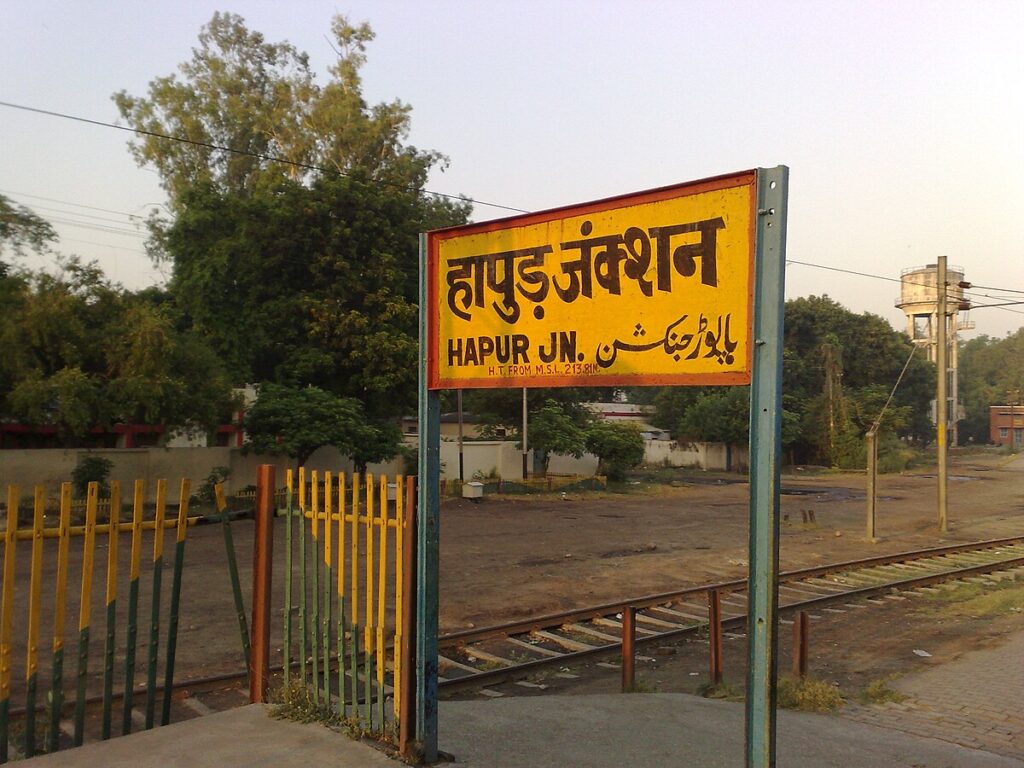 हापुड़ जंक्शन
HAPUR JN. ہاپوڑ جنکشن
H.T. FROM M.S.L. 213.81M.